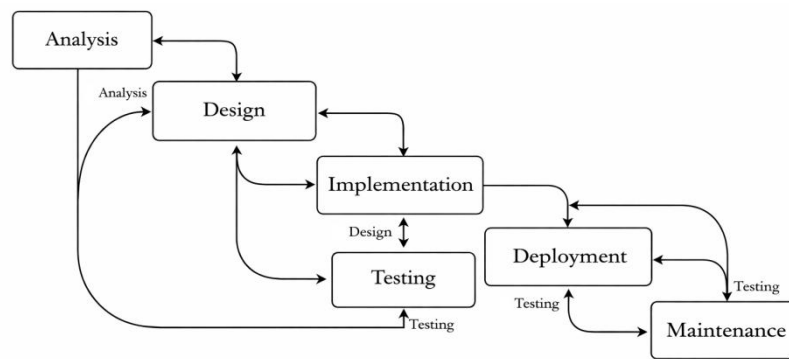 Analysis
Analysis
Design
Implementation
Design
Testing
Testing
Deployment
Testing
Testing
Maintenance